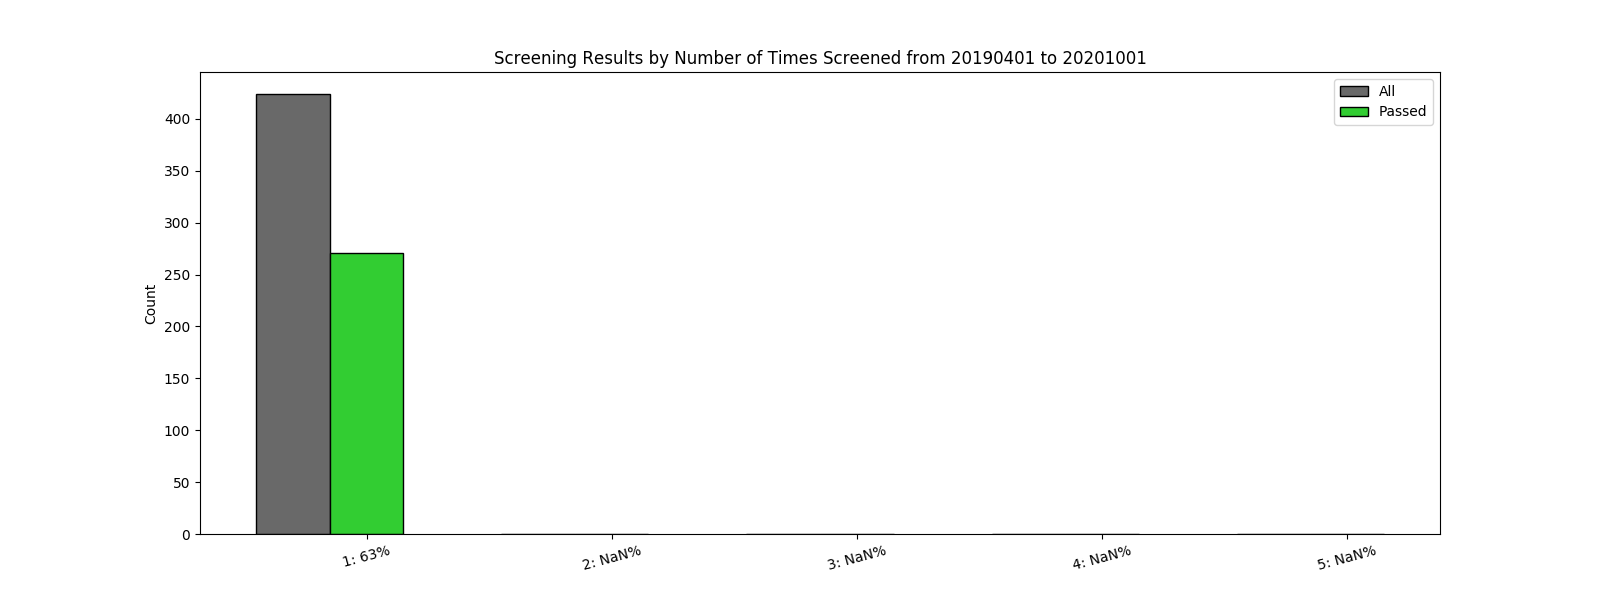 Screening Results by Number of Times Screened from 20190401 to 20201001
All
Passed
Count
400
350
300
250
200
150
100
50
0
1: 63%
2: NaN%
3: NaN%
4: NaN%
5: NaN%